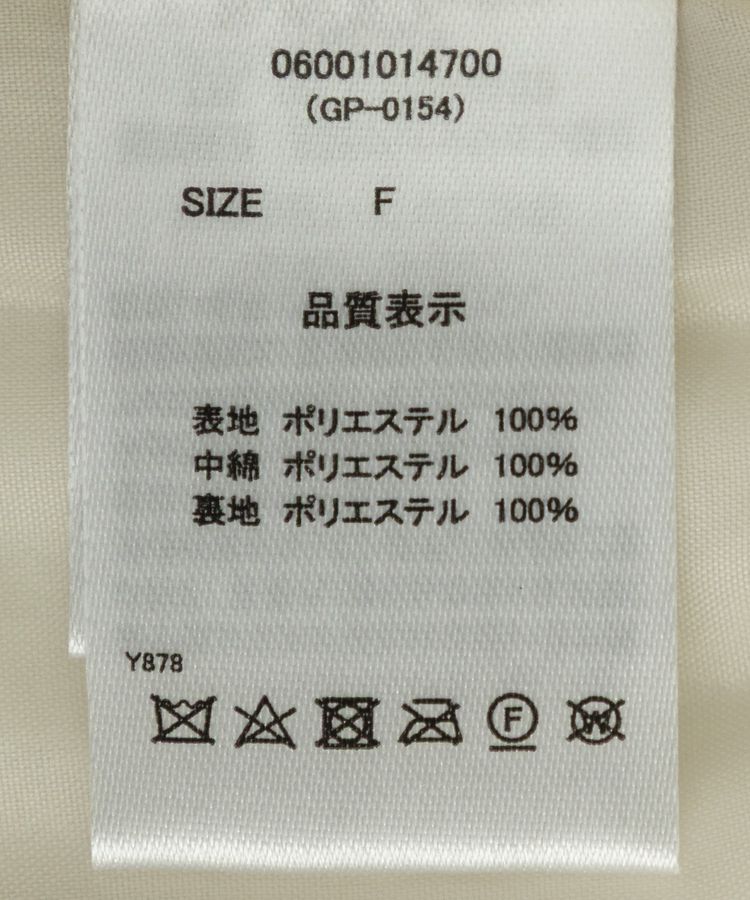 06001014700
(GP-0154)
SIZE F
品質表示
表地 ポリエステル 100%
中綿 ポリエステル 100%
裏地 ポリエステル 100%
Y878
F W